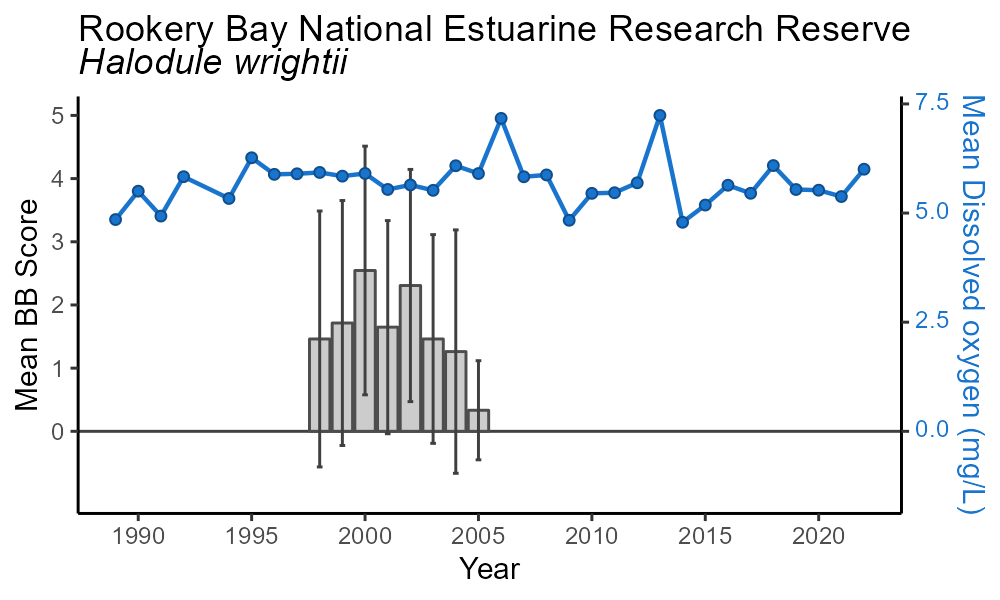 Rookery Bay National Estuarine Research Reserve
Halodule wrightii
Mean BB Score
5
4
3
2
1
0
7.5
5.0
2.5
0.0
Mean Dissolved oxygen (mg/L)
1990 1995 2000 2005 2010 2015 2020
Year